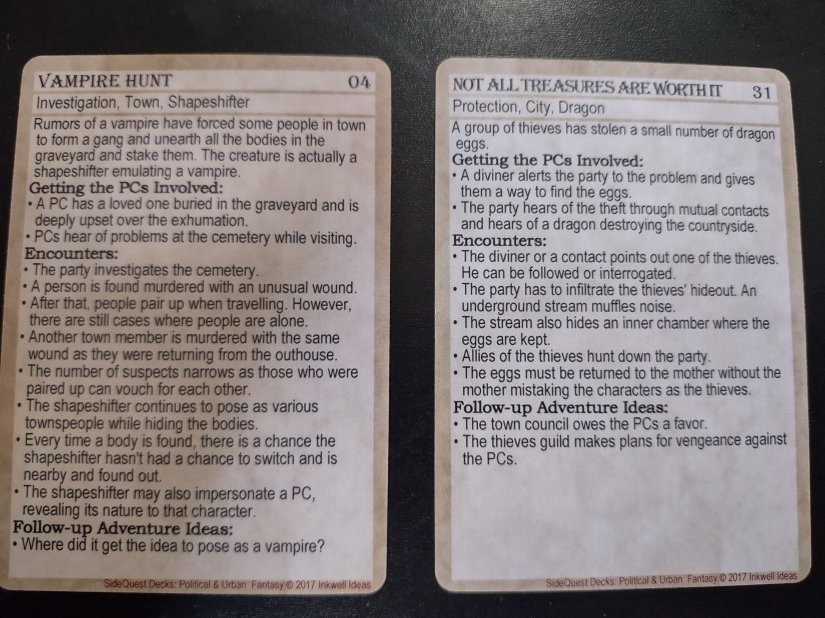 VAMPIRE HUNT 04
Investigation, Town, Shapeshifter
Rumors of a vampire have forced some people in town
to form a gang and unearth all the bodies in the
graveyard and stake them. The creature is actually a
shapeshifter emulating a vampire.
Getting the PCs Involved:
• A PC has a loved one buried in the graveyard and is
deeply upset over the exhumation.
• PCs hear of problems at the cemetery while visiting.
Encounters:
• The party investigates the cemetery.
• A person is found murdered with an unusual wound.
• After that, people pair up when travelling. However,
there are still cases where people are alone.
• Another town member is murdered with the same
wound as they were returning from the outhouse.
• The number of suspects narrows as those who were
paired up can vouch for each other.
• The shapeshifter continues to pose as various
townspeople while hiding the bodies.
• Every time a body is found, there is a chance the
shapeshifter hasn't had a chance to switch and is
nearby and found out.
• The shapeshifter may also impersonate a PC,
revealing its nature to that character.
Follow-up Adventure Ideas:
• Where did it get the idea to pose as a vampire?
SideQuest Decks: Political & Urban Fantasy © 2017 Inkwell Ideas
NOT ALL TREASURES ARE WORTH IT 31
Protection, City, Dragon
A group of thieves has stolen a small number of dragon
eggs.
Getting the PCs Involved:
• A diviner alerts the party to the problem and gives
them a way to find the eggs.
• The party hears of the theft through mutual contacts
and hears of a dragon destroying the countryside.
Encounters:
• The diviner or a contact points out one of the thieves.
He can be followed or interrogated.
• The party has to infiltrate the thieves' hideout. An
underground stream muffles noise.
• The stream also hides an inner chamber where the
eggs are kept.
• Allies of the thieves hunt down the party.
• The eggs must be returned to the mother without the
mother mistaking the characters as the thieves.
Follow-up Adventure Ideas:
• The town council owes the PCs a favor.
• The thieves guild makes plans for vengeance against
the PCs.
SideQuest Decks: Political & Urban Fantasy © 2017 Inkwell Ideas